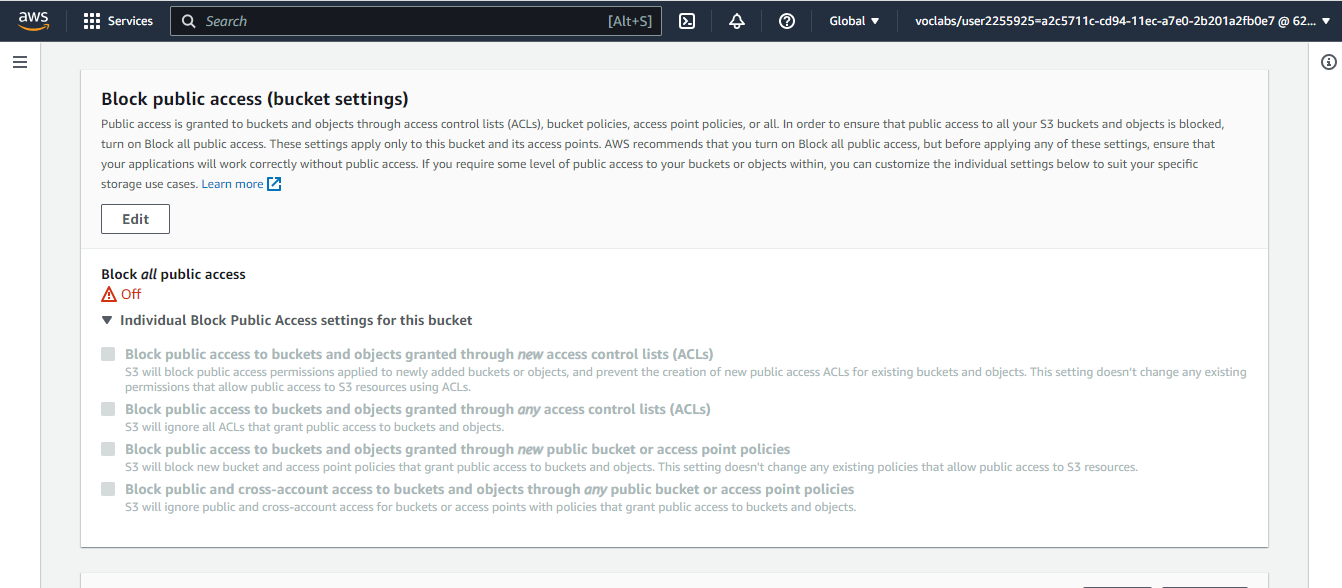 aws
Services
Search
[Alt+S]
Global
voclabs/user2255925=a2c5711c-cd94-11ec-a7e0-2b201a2fb0e7 @ 62...
Block public access (bucket settings)
Public access is granted to buckets and objects through access control lists (ACLs), bucket policies, access point policies, or all. In order to ensure that public access to all your S3 buckets and objects is blocked,
turn on Block all public access. These settings apply only to this bucket and its access points. AWS recommends that you turn on Block all public access, but before applying any of these settings, ensure that
your applications will work correctly without public access. If you require some level of public access to your buckets or objects within, you can customize the individual settings below to suit your specific
storage use cases. Learn more
Edit
Block all public access
Off
Individual Block Public Access settings for this bucket
Block public access to buckets and objects granted through new access control lists (ACLs)
S3 will block public access permissions applied to newly added buckets or objects, and prevent the creation of new public access ACLs for existing buckets and objects. This setting doesn't change any existing
permissions that allow public access to S3 resources using ACLs.
Block public access to buckets and objects granted through any access control lists (ACLs)
S3 will ignore all ACLs that grant public access to buckets and objects.
Block public access to buckets and objects granted through new public bucket or access point policies
S3 will block new bucket and access point policies that grant public access to buckets and objects. This setting doesn't change any existing policies that allow public access to S3 resources.
Block public and cross-account access to buckets and objects through any public bucket or access point policies
S3 will ignore public and cross-account access for buckets or access points with policies that grant public access to buckets and objects.